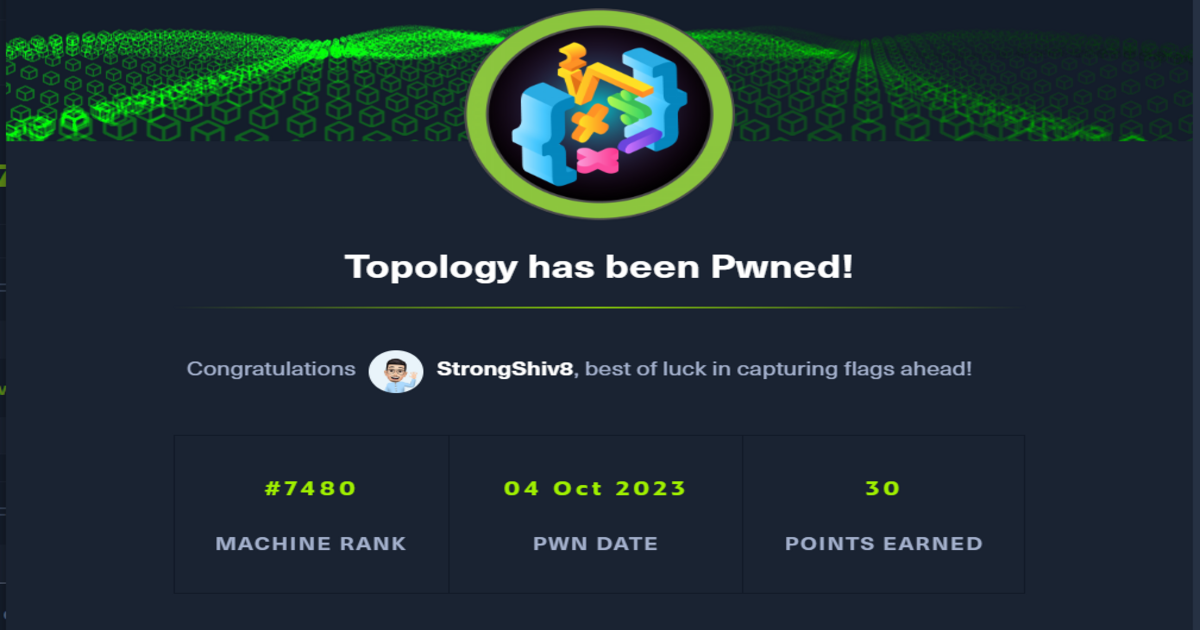 Topology has been Pwned!
Congratulations StrongShiv8, best of luck in capturing flags ahead!
#7480
MACHINE RANK
04 Oct 2023
PWN DATE
30
POINTS EARNED